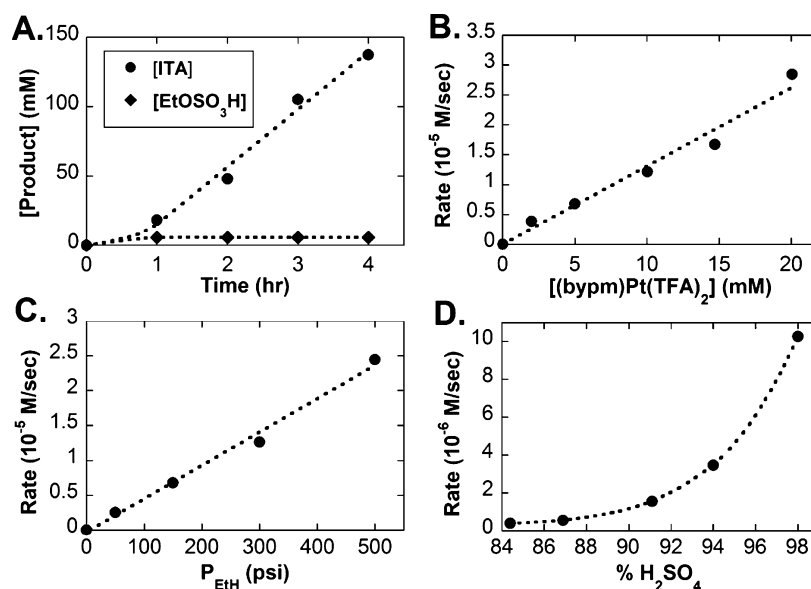 A.
150
100
50
0
[Product] (mM)
[ITA]
[EtOSO3H]
0 1 2 3 4
Time (hr)
B.
3.5
3
2.5
2
1.5
1
0.5
0
Rate (10-5 M/sec)
0 5 10 15 20
[(bypm)Pt(TFA)2] (mM)
C.
3
2.5
2
1.5
1
0.5
0
Rate (10-5 M/sec)
0 100 200 300 400 500
PEtH (psi)
D.
10
8
6
4
2
0
Rate (10-6 M/sec)
84 86 88 90 92 94 96 98
% H2SO4